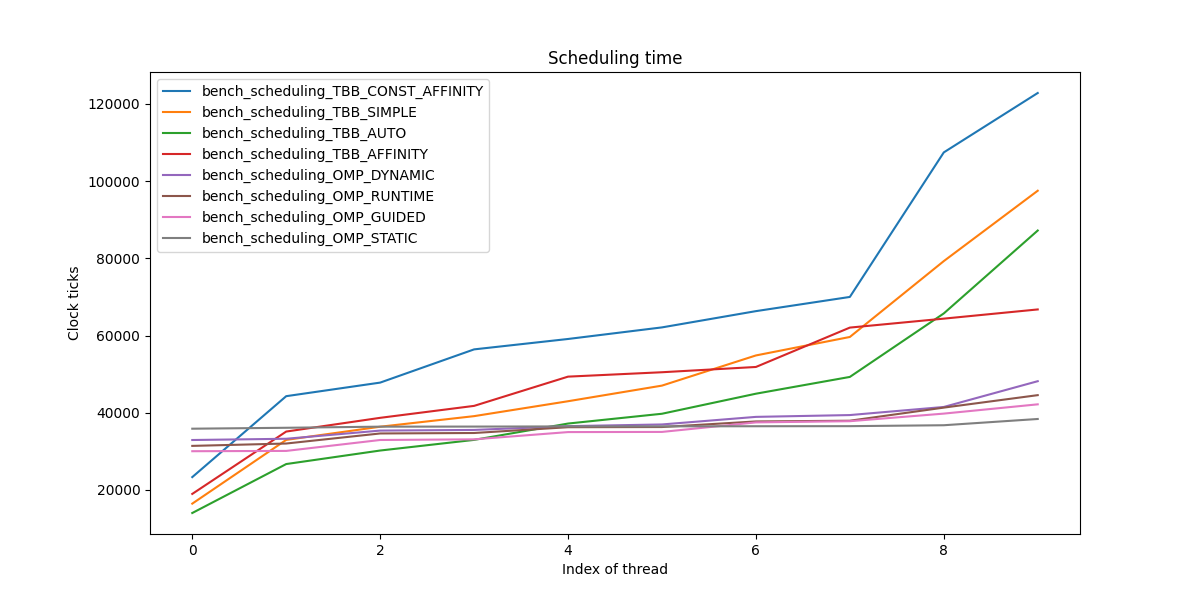 Scheduling time
bench_scheduling_TBB_CONST_AFFINITY
bench_scheduling_TBB_SIMPLE
bench_scheduling_TBB_AUTO
bench_scheduling_TBB_AFFINITY
bench_scheduling_OMP_DYNAMIC
bench_scheduling_OMP_RUNTIME
bench_scheduling_OMP_GUIDED
bench_scheduling_OMP_STATIC
Clock ticks
120000
100000
80000
60000
40000
20000
0 2 4 6 8
Index of thread